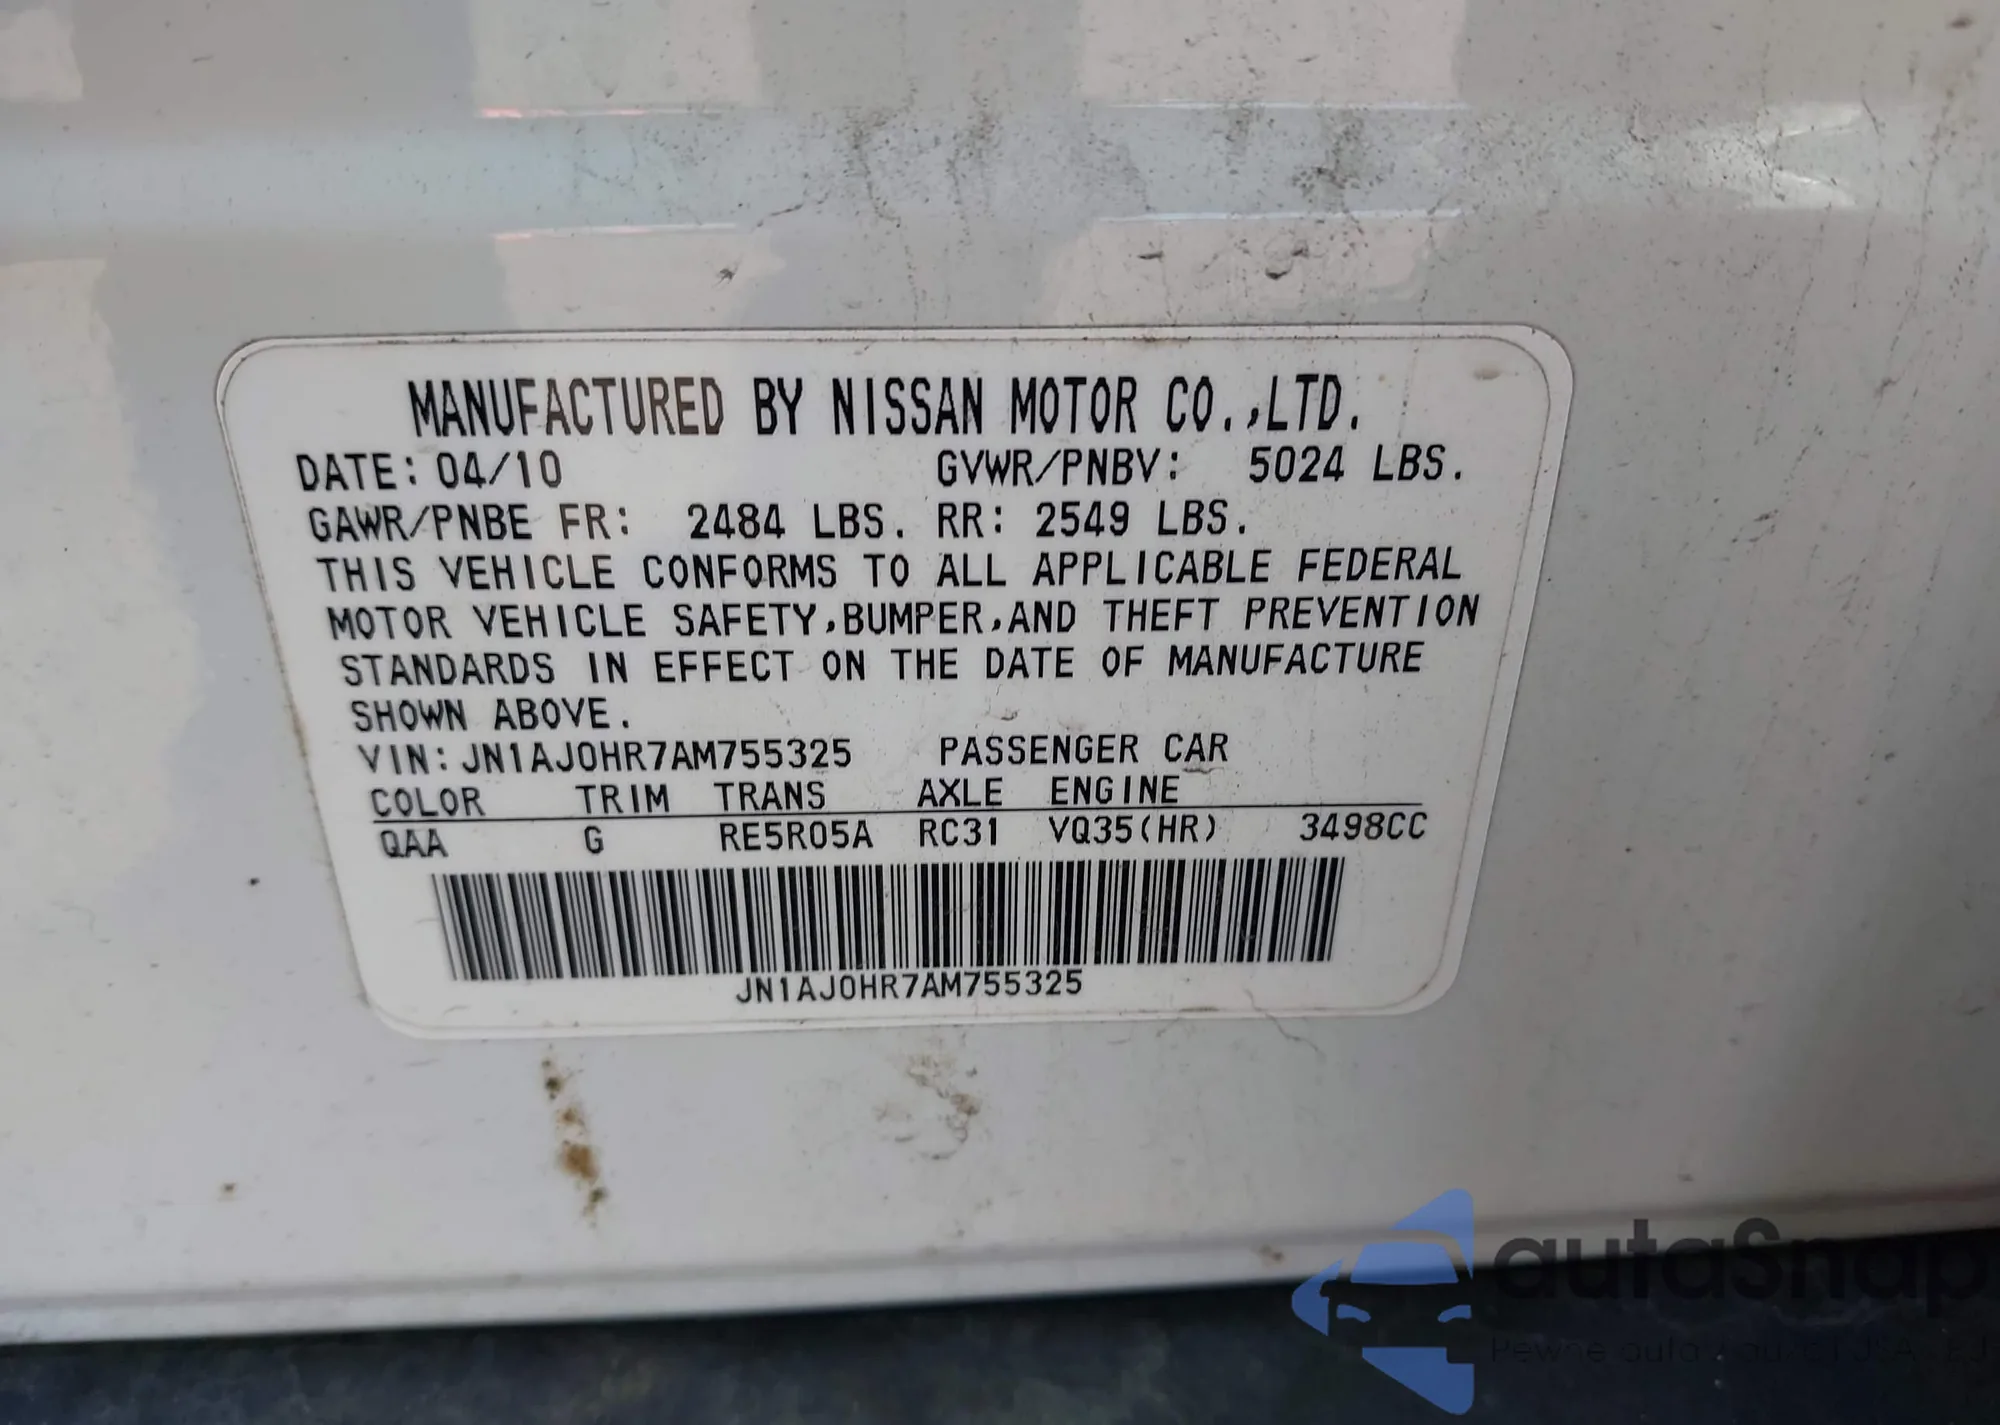 MANUFACTURED BY NISSAN MOTOR CO.,LTD.
DATE: 04/10 GVWR/PNBV: 5024 LBS.
GAWR/PNBE FR: 2484 LBS. RR: 2549 LBS.
THIS VEHICLE CONFORMS TO ALL APPLICABLE FEDERAL
MOTOR VEHICLE SAFETY,BUMPER,AND THEFT PREVENTION
STANDARDS IN EFFECT ON THE DATE OF MANUFACTURE
SHOWN ABOVE.
VIN:JN1AJ0HR7AM755325 PASSENGER CAR
COLOR TRIM TRANS AXLE ENGINE
QAA G RE5R05A RC31 VQ35(HR) 3498CC
JN1AJ0HR7AM755325
autaSnap
Pewne auta z